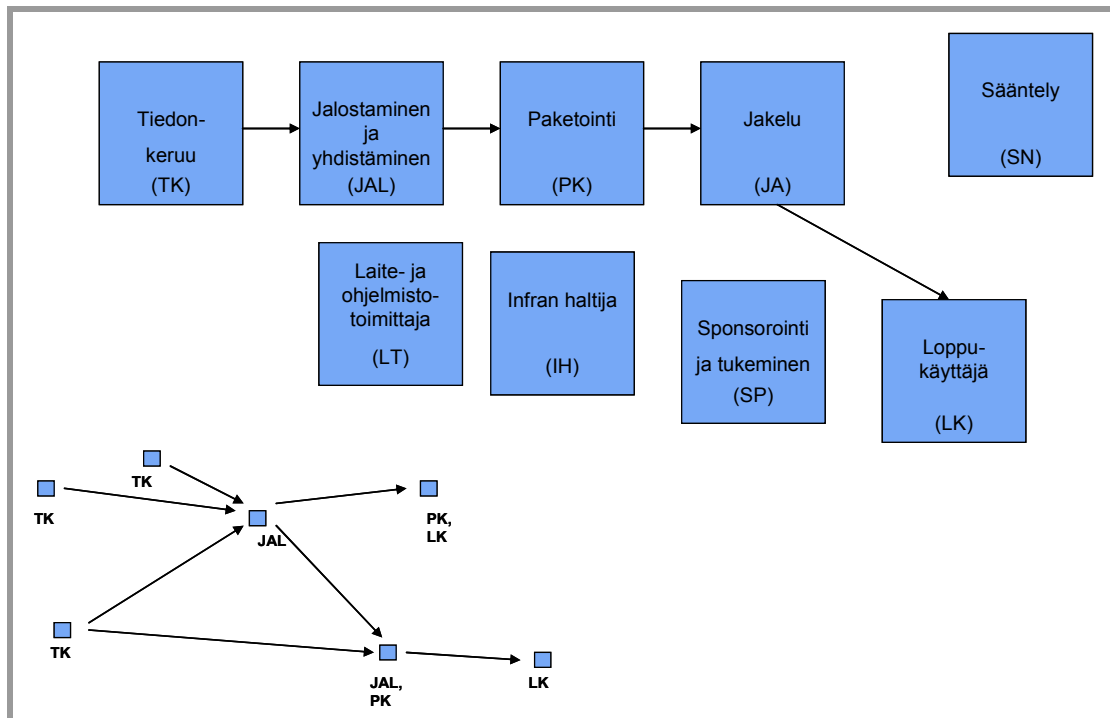 Tiedon-
keruu
(TK)
Jalostaminen
ja
yhdistäminen
(JAL)
Paketointi
(PK)
Jakelu
(JA)
Sääntely
(SN)
Laite- ja
ohjelmisto-
toimittaja
(LT)
Infran haltija
(IH)
Sponsorointi
ja tukeminen
(SP)
Loppu-
käyttäjä
(LK)
TK
TK
JAL
PK,
LK
TK
JAL,
PK
LK